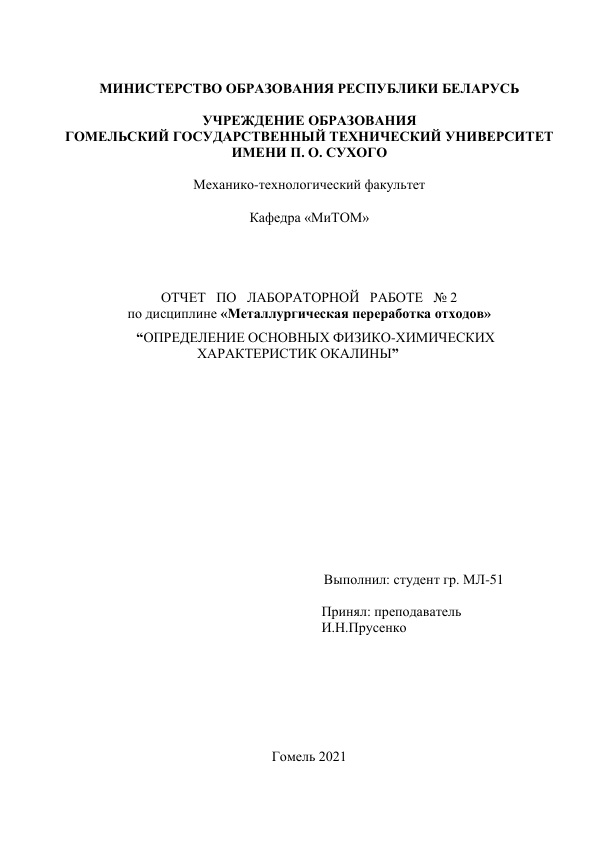 МИНИСТЕРСТВО ОБРАЗОВАНИЯ РЕСПУБЛИКИ БЕЛАРУСЬ
УЧРЕЖДЕНИЕ ОБРАЗОВАНИЯ
ГОМЕЛЬСКИЙ ГОСУДАРСТВЕННЫЙ ТЕХНИЧЕСКИЙ УНИВЕРСИТЕТ
ИМЕНИ П. О. СУХОГО
Механико-технологический факультет
Кафедра «МиТОМ»
ОТЧЕТ ПО ЛАБОРАТОРНОЙ РАБОТЕ № 2
по дисциплине «Металлургическая переработка отходов»
“ОПРЕДЕЛЕНИЕ ОСНОВНЫХ ФИЗИКО-ХИМИЧЕСКИХ
ХАРАКТЕРИСТИК ОКАЛИНЫ”
Выполнил: студент гр. МЛ-51
Принял: преподаватель
И.Н.Прусенко
Гомель 2021